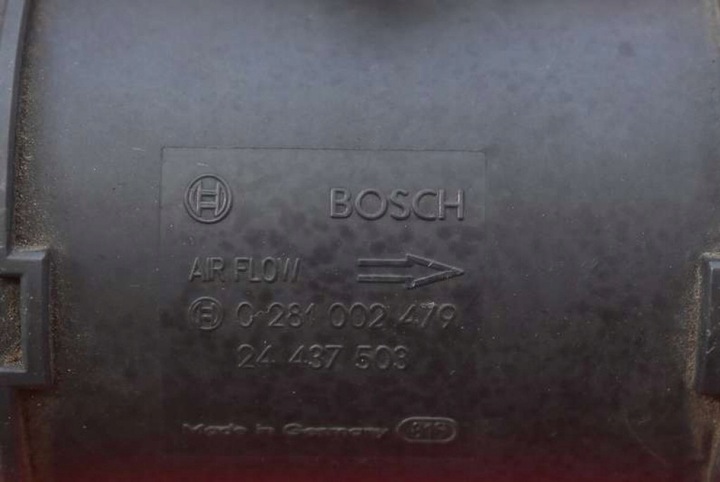 BOSCH
AIR FLOW
0 281 002 479
24 437 503
Made in Germany